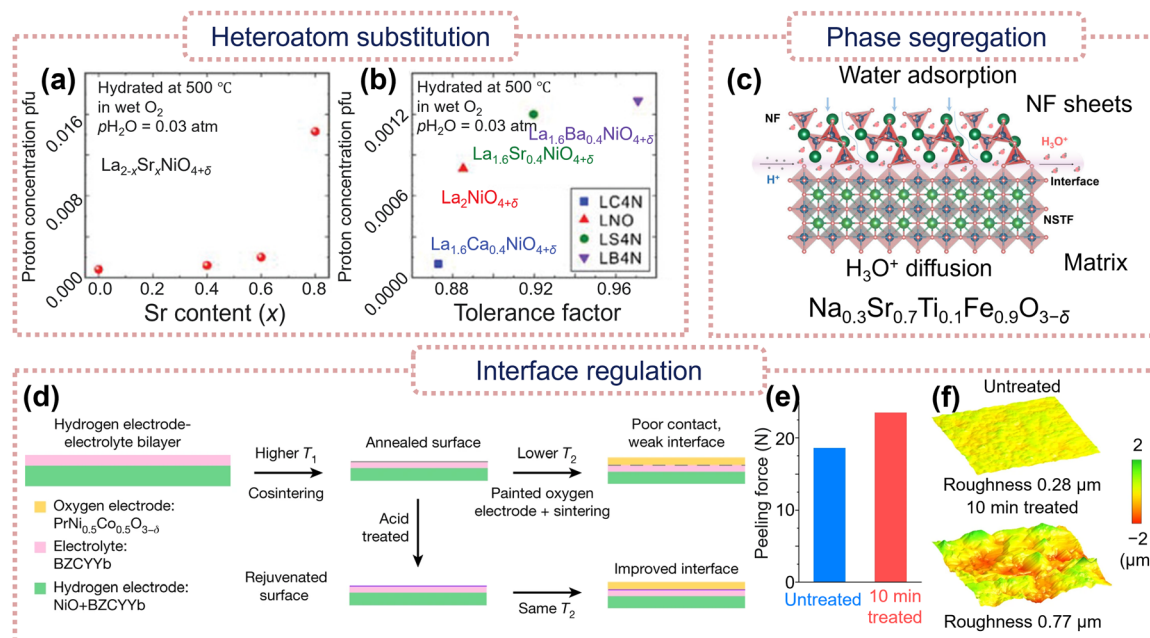 Heteroatom substitution
Phase segregation
(a)
Hydrated at 500 ℃
in wet O₂
pH₂O = 0.03 atm
La₂₋ₓSrₓNiO₄₊δ
Proton concentration pfu
0.016
0.008
0.000
0.0
0.2
0.4
0.6
0.8
Sr content (x)
(b)
Hydrated at 500 ℃
in wet O₂
pH₂O = 0.03 atm
La₁.₆Ba₀.₄NiO₄₊δ
La₁.₆Sr₀.₄NiO₄₊δ
La₂NiO₄₊δ
La₁.₆Ca₀.₄NiO₄₊δ
LC4N
LNO
LS4N
LB4N
Proton concentration pfu
0.0012
0.0006
0.0000
0.88
0.92
0.96
Tolerance factor
(c)
Water adsorption
NF sheets
NF
H₃O⁺
H⁺
Interface
NSTF
H₃O⁺ diffusion
Matrix
Na₀.₃Sr₀.₇Ti₀.₁Fe₀.₉O₃₋δ
Interface regulation
(d)
Hydrogen electrode-
electrolyte bilayer
Higher T₁
Cosintering
Annealed surface
Lower T₂
Painted oxygen
electrode + sintering
Poor contact,
weak interface
Oxygen electrode:
PrNi₀.₅Co₀.₅O₃₋δ
Electrolyte:
BZCYYb
Hydrogen electrode:
NiO+BZCYYb
Acid
treated
Rejuvenated
surface
Same T₂
Improved interface
(e)
Peeling force (N)
20
10
0
Untreated
10 min
treated
(f)
Untreated
Roughness 0.28 μm
10 min treated
Roughness 0.77 μm
2
−2
(μm)